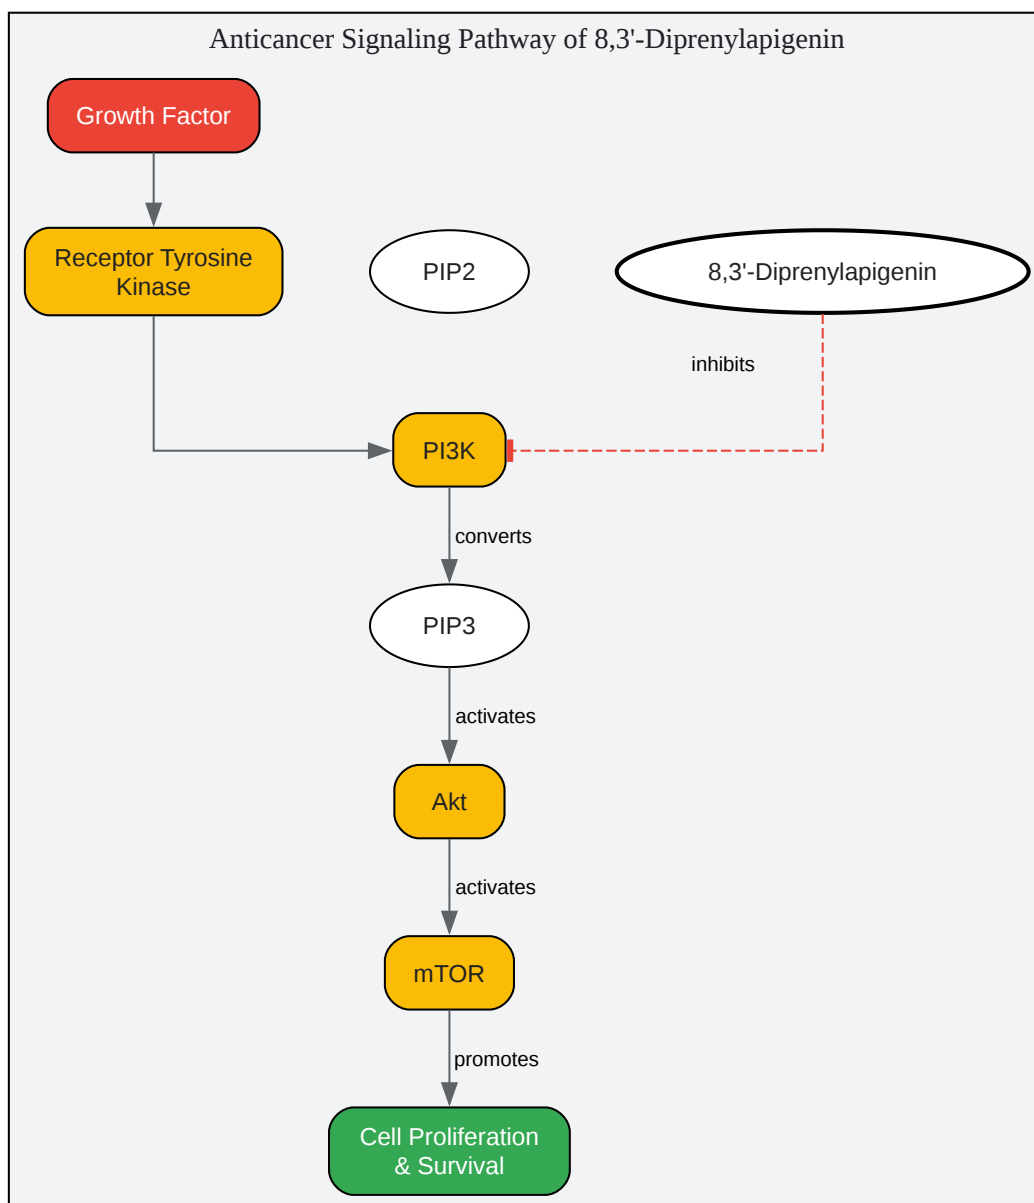 Anticancer Signaling Pathway of 8,3'-Diprenylapigenin
Growth Factor
Receptor Tyrosine
Kinase
PIP2
8,3'-Diprenylapigenin
inhibits
PI3K
converts
PIP3
activates
Akt
activates
mTOR
promotes
Cell Proliferation
& Survival